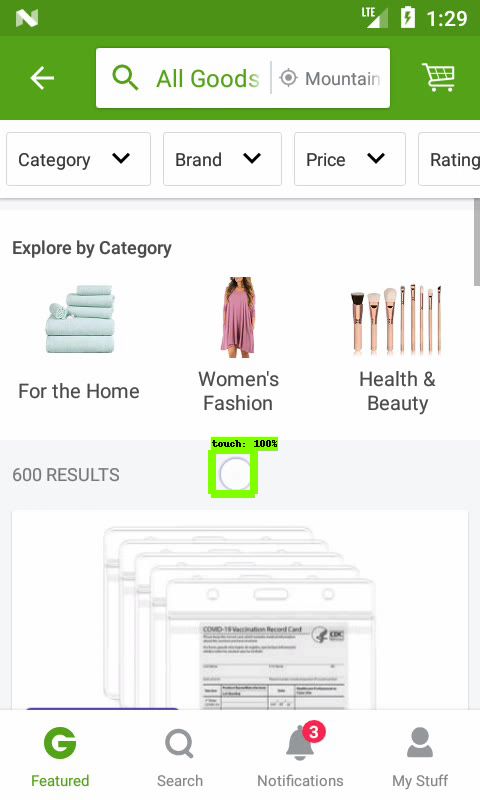 LTE 1:29
All Goods Mountain
Category Brand Price Rating
Explore by Category
For the Home
Women's
Fashion
Health &
Beauty
touch: 100%
600 RESULTS
COVID-19 Vaccination Record Card
CDC
3
G
Featured Search Notifications My Stuff